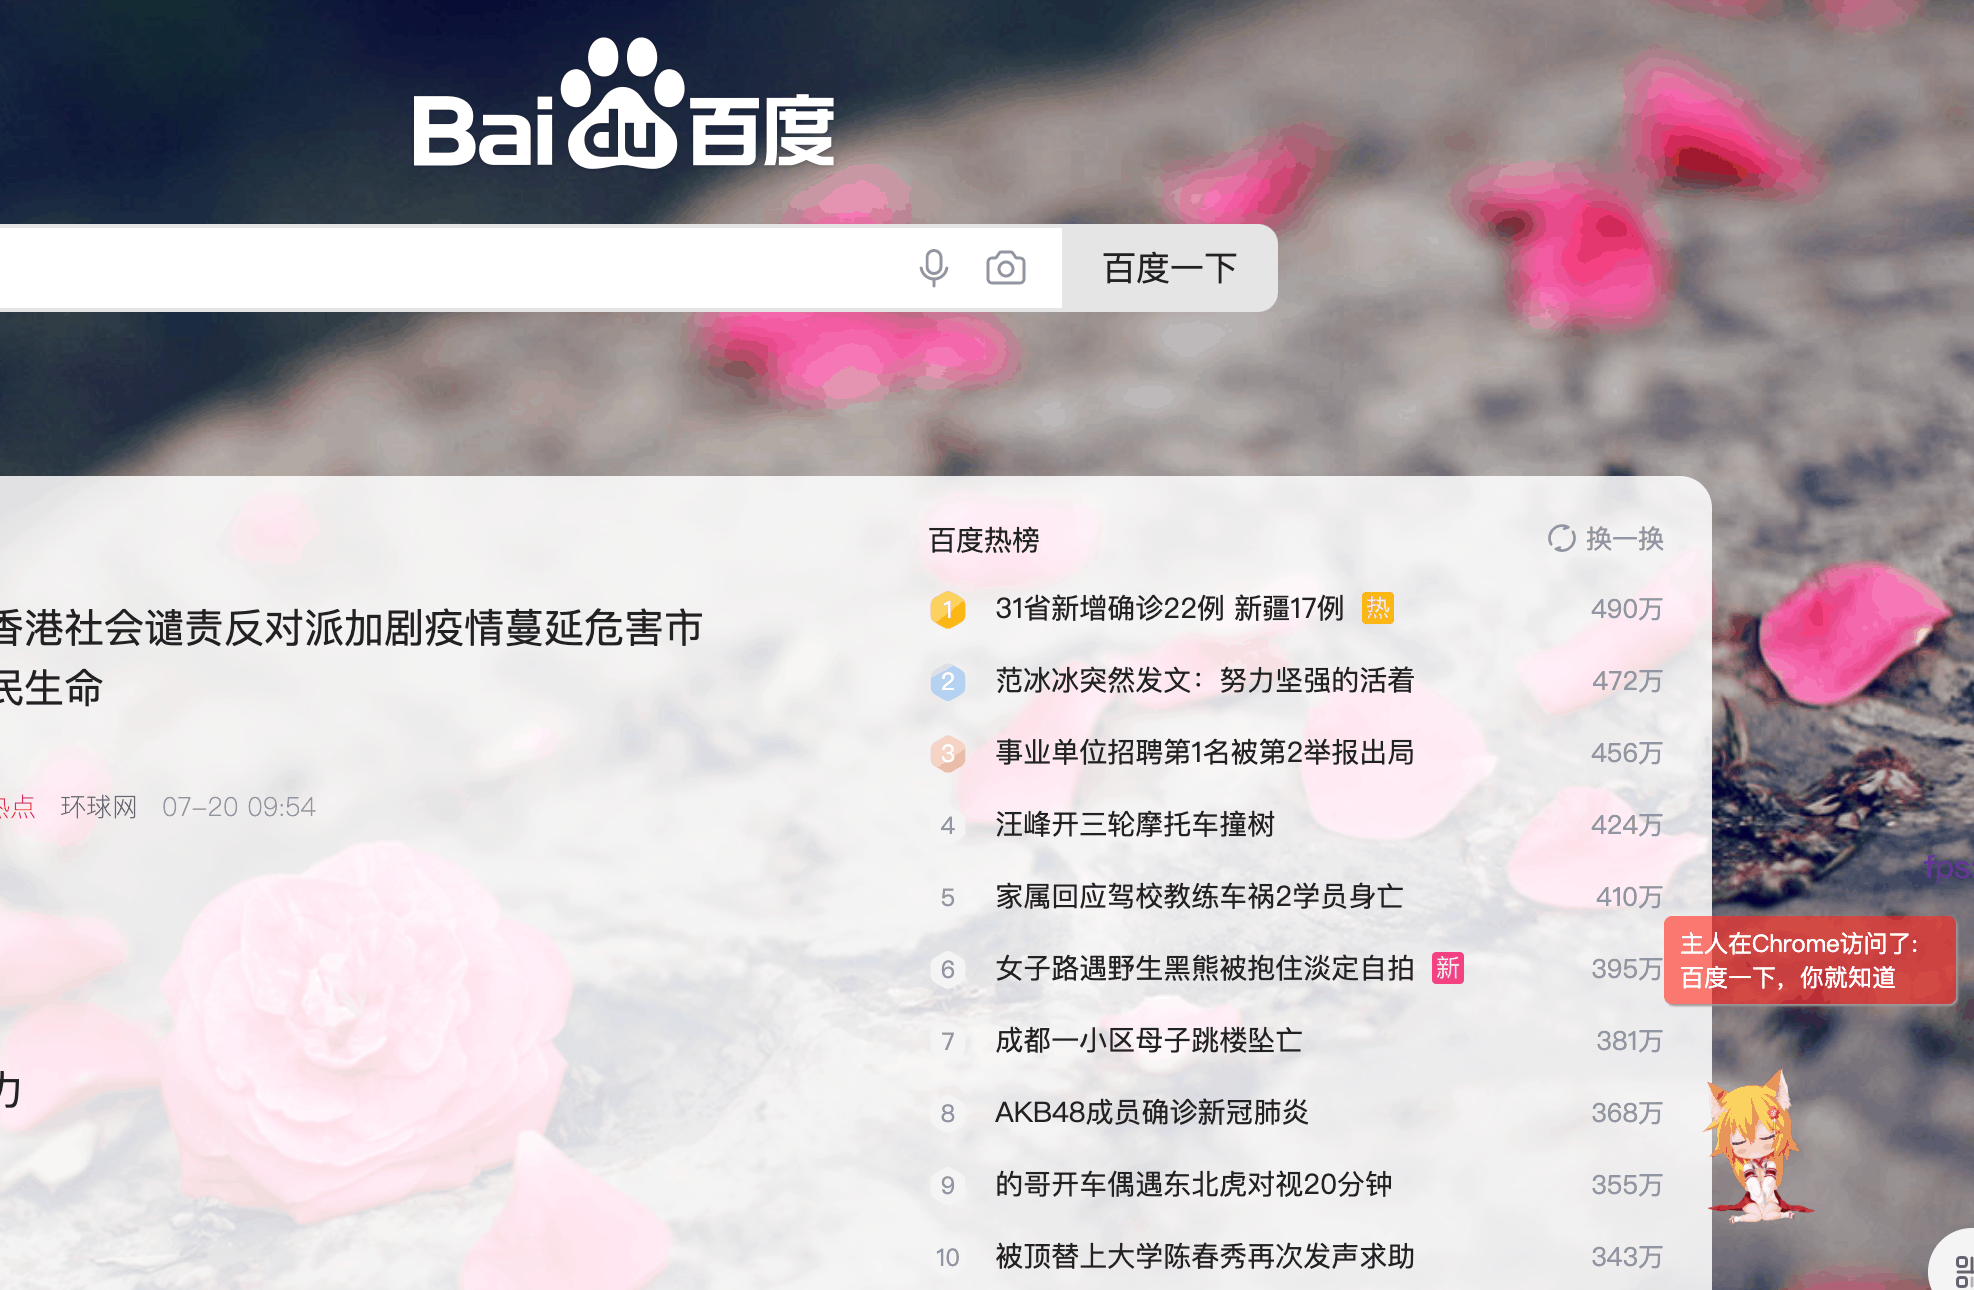 Baidu百度
百度一下
香港社会谴责反对派加剧疫情蔓延危害市
民生命
热点 环球网 07-20 09:54
力
百度热榜 换一换
1 31省新增确诊22例 新疆17例 热 490万
2 范冰冰突然发文：努力坚强的活着 472万
3 事业单位招聘第1名被第2举报出局 456万
4 汪峰开三轮摩托车撞树 424万
5 家属回应驾校教练车祸2学员身亡 410万
6 女子路遇野生黑熊被抱住淡定自拍 新 395万
7 成都一小区母子跳楼坠亡 381万
8 AKB48成员确诊新冠肺炎 368万
9 的哥开车偶遇东北虎对视20分钟 355万
10 被顶替上大学陈春秀再次发声求助 343万
fps
主人在Chrome访问了:
百度一下，你就知道